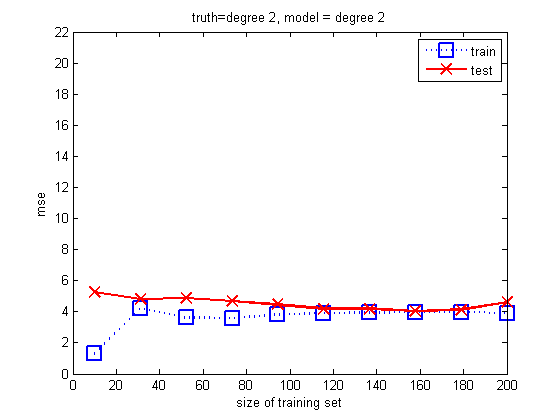 truth=degree 2, model = degree 2
22
20
18
16
14
12
10
8
6
4
2
0
mse
train
test
0 20 40 60 80 100 120 140 160 180 200
size of training set